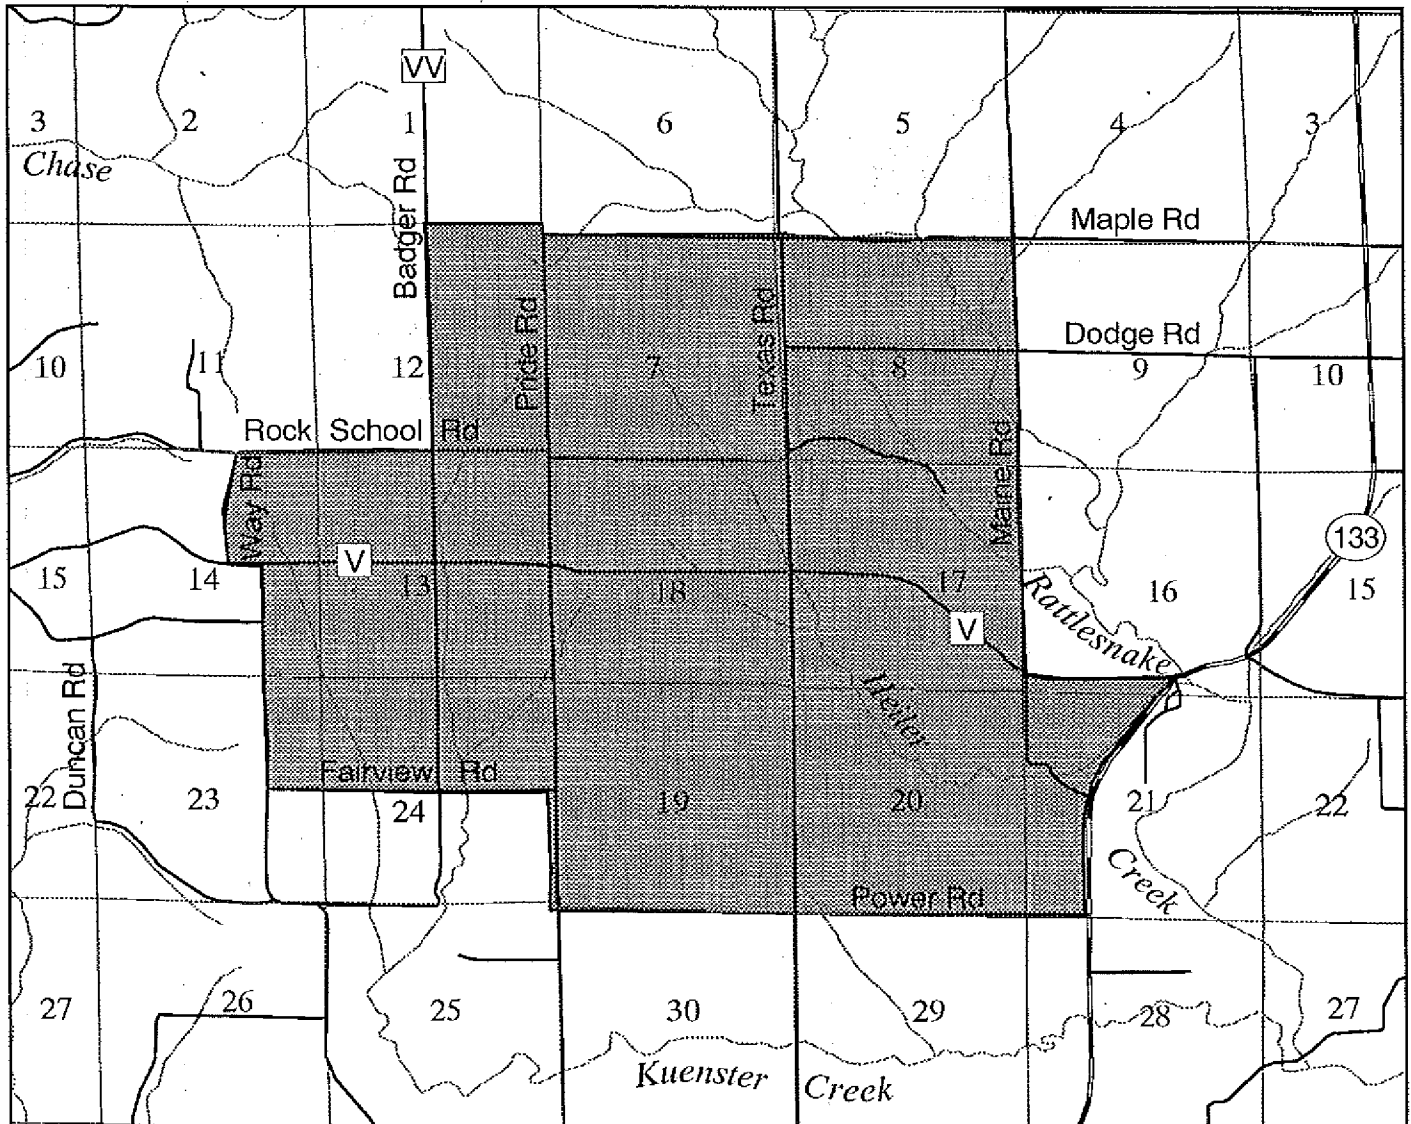 VV
3
2
1
6
5
4
3
Chase
Badger Rd
Maple Rd
Pride Rd
Texas Rd
Dodge Rd
10
11
12
7
8
9
10
Rock School Rd
Way Rd
Marie Rd
133
V
15
14
13
18
17
16
15
V
Rattlesnake
Duncan Rd
Heiler
Fairview Rd
22
23
24
19
20
21
22
Power Rd
Creek
27
26
25
30
29
28
27
Kuenster Creek